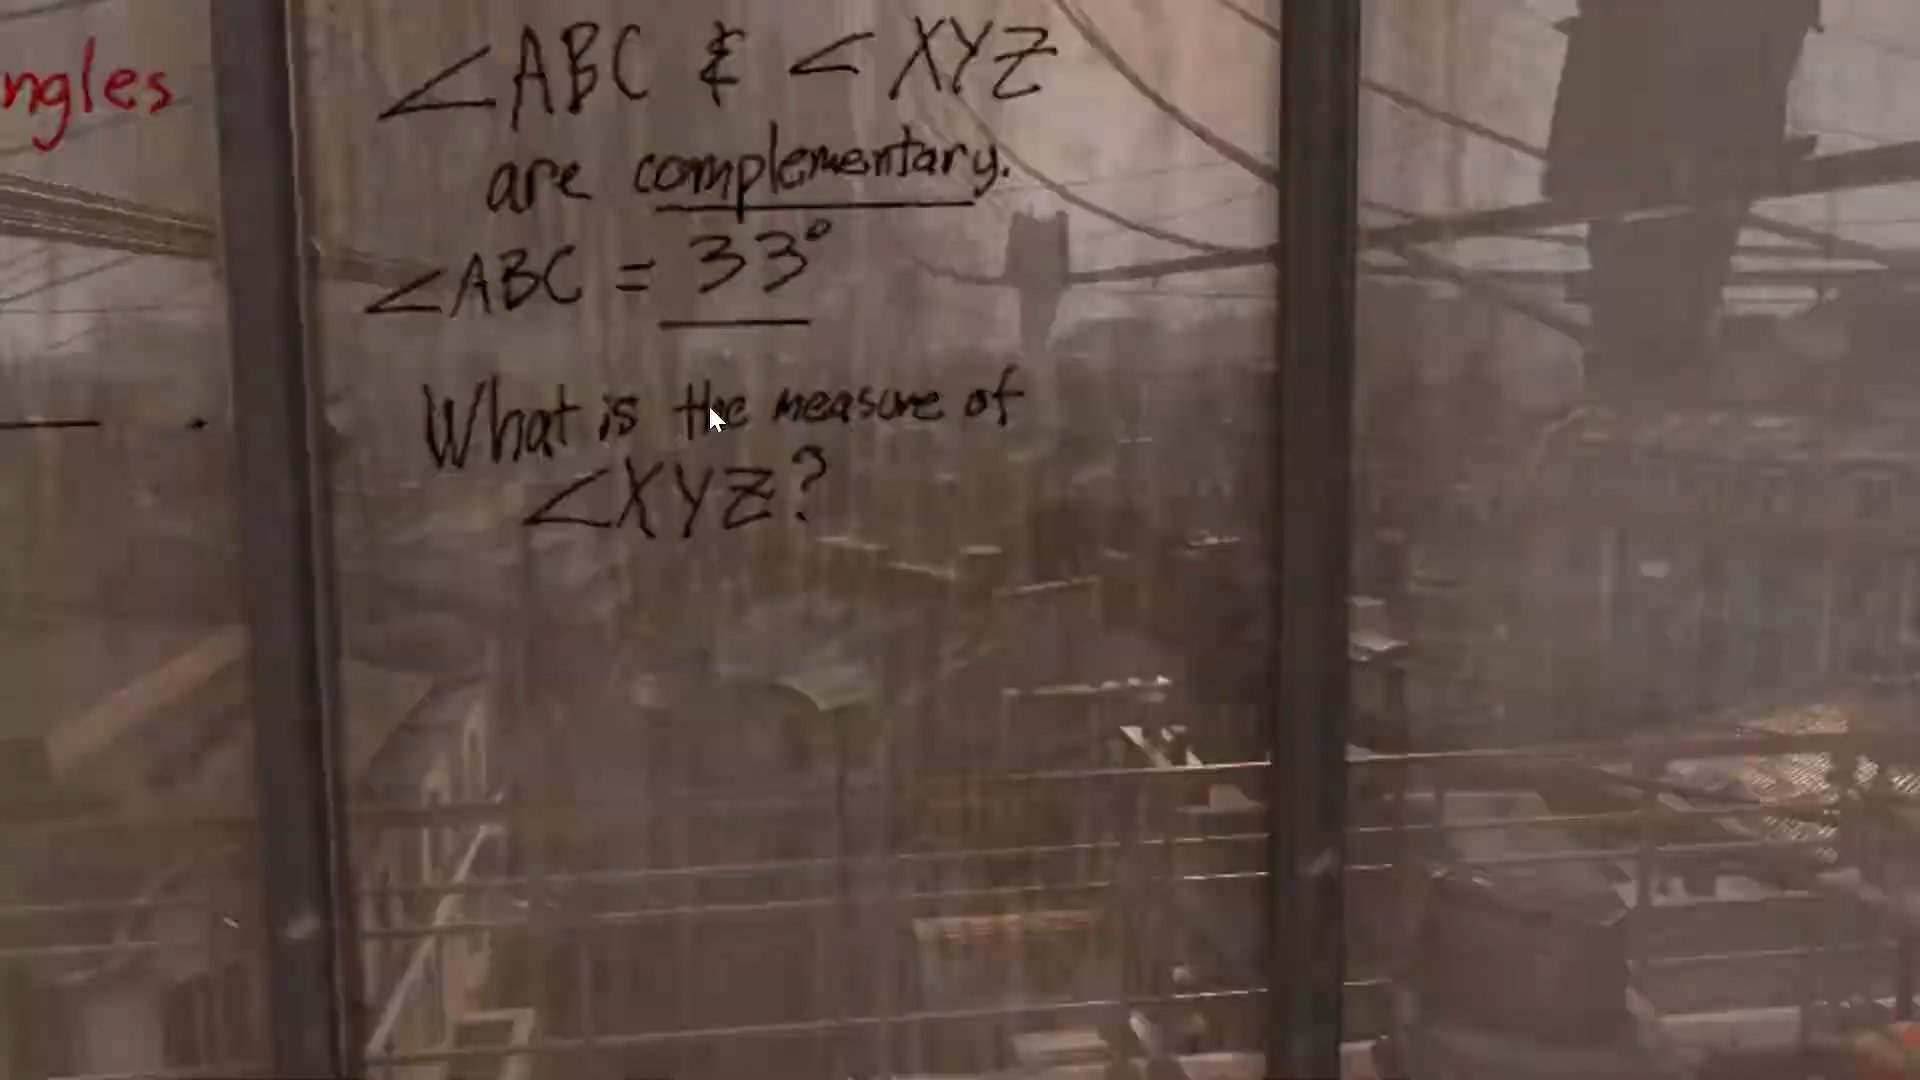 ngles
∠ABC & ∠XYZ
are complementary.
∠ABC = 33°
What is the measure of
∠XYZ?